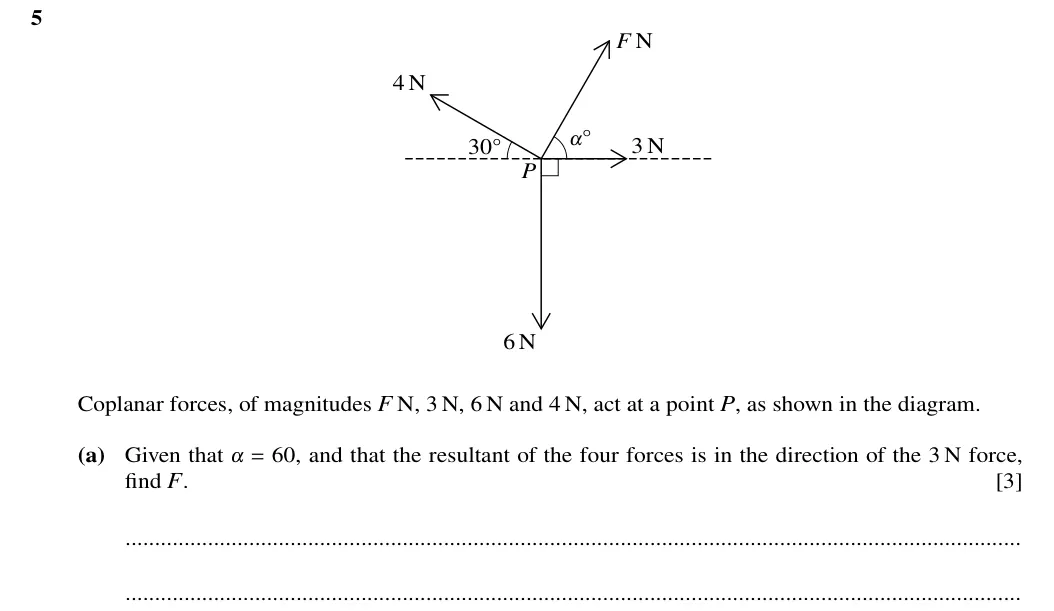 5
F N
4 N
30°
α°
3 N
P
6 N
Coplanar forces, of magnitudes F N, 3 N, 6 N and 4 N, act at a point P, as shown in the diagram.
(a) Given that α = 60, and that the resultant of the four forces is in the direction of the 3 N force,
find F. [3]